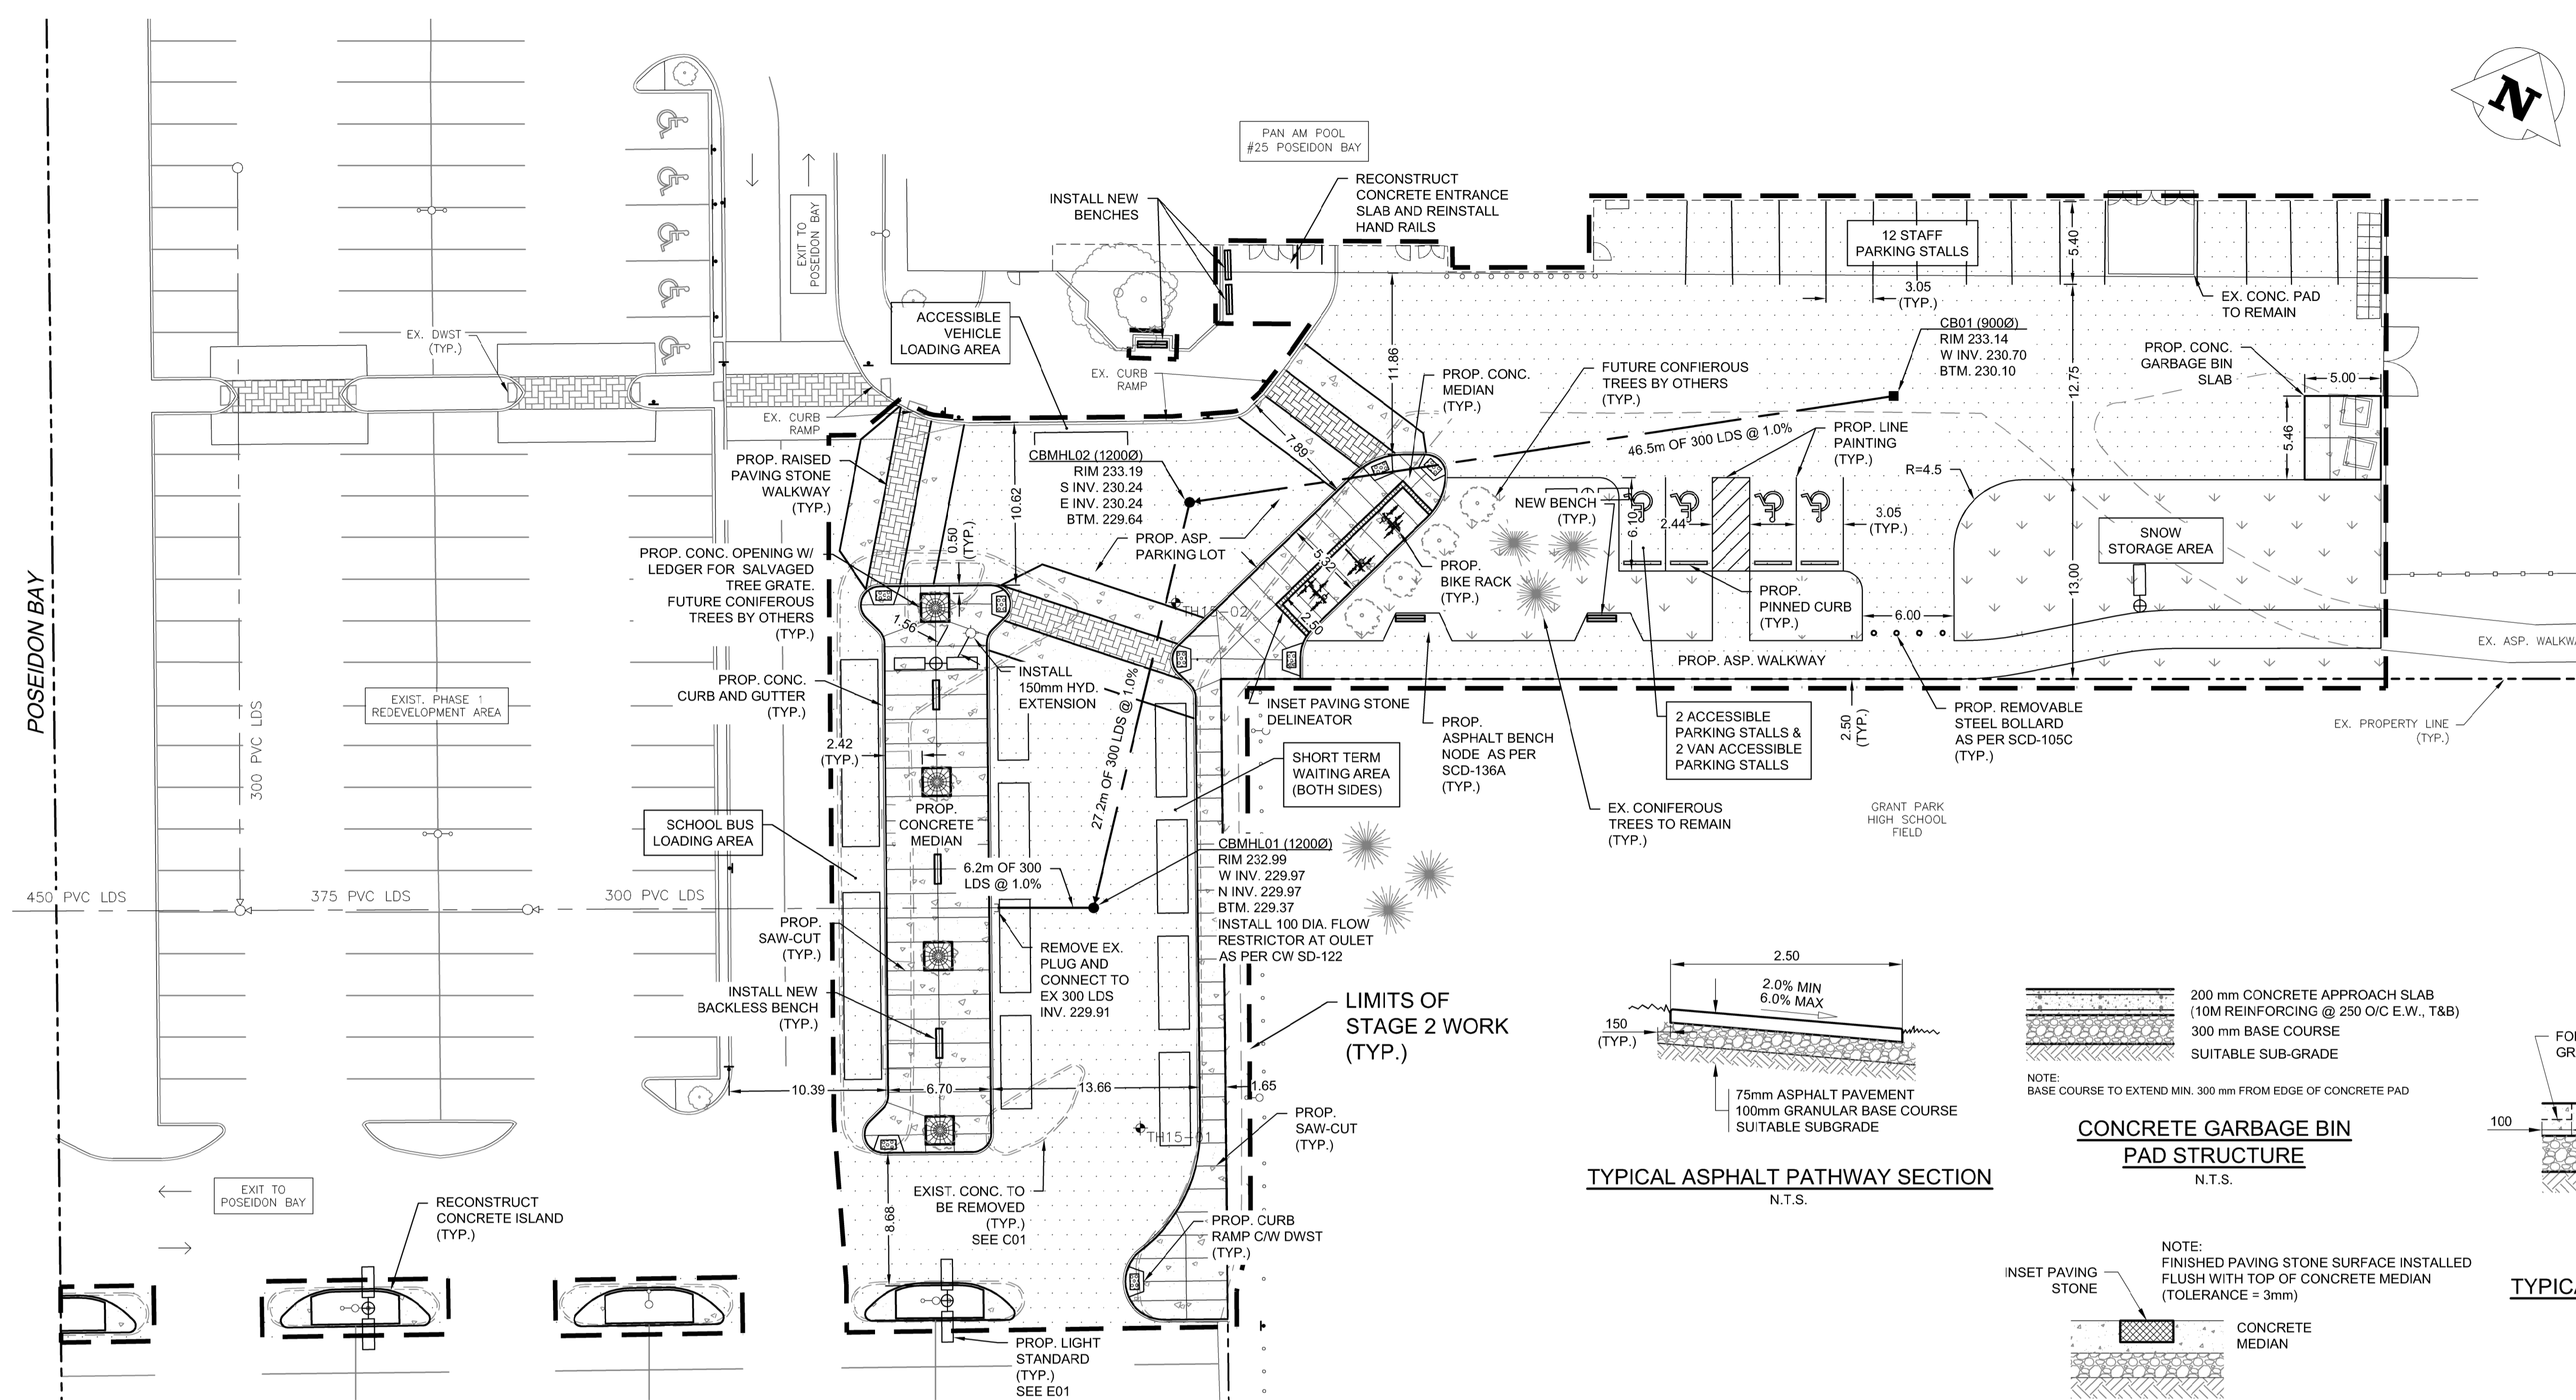 N
PAN AM POOL
#25 POSEIDON BAY
RECONSTRUCT
CONCRETE ENTRANCE
SLAB AND REINSTALL
HAND RAILS
INSTALL NEW
BENCHES
EXIT TO
POSEIDON BAY
12 STAFF
PARKING STALLS
5.40
3.05
(TYP.)
EX. CONC. PAD
TO REMAIN
ACCESSIBLE
VEHICLE
LOADING AREA
EX. DWST
(TYP.)
EX. CURB
RAMP
EX. CURB
RAMP
11.86
PROP. CONC.
MEDIAN
(TYP.)
FUTURE CONFIEROUS
TREES BY OTHERS
(TYP.)
CB01 (900Ø)
RIM 233.14
W INV. 230.70
BTM. 230.10
12.75
PROP. CONC.
GARBAGE BIN
SLAB
5.00
5.46
PROP. RAISED
PAVING STONE
WALKWAY
(TYP.)
CBMHL02 (1200Ø)
RIM 233.19
S INV. 230.24
E INV. 230.24
BTM. 229.64
10.62
7.89
46.5m OF 300 LDS @ 1.0%
PROP. LINE
PAINTING
(TYP.)
R=4.5
NEW BENCH
(TYP.)
6.10
2.44
3.05
(TYP.)
SNOW
STORAGE AREA
13.00
PROP. CONC. OPENING W/
LEDGER FOR SALVAGED
TREE GRATE.
FUTURE CONIFEROUS
TREES BY OTHERS
(TYP.)
0.50
(TYP.)
PROP. ASP.
PARKING LOT
5.32
2.50
PROP.
BIKE RACK
(TYP.)
PROP.
PINNED CURB
(TYP.)
6.00
TH15-02
1.56
INSTALL
150mm HYD.
EXTENSION
PROP. ASP. WALKWAY
EX. ASP. WALKWA
POSEIDON BAY
EXIST. PHASE 1
REDEVELOPMENT AREA
300 PVC LDS
PROP. CONC.
CURB AND GUTTER
(TYP.)
2.42
(TYP.)
27.2m OF 300 LDS @ 1.0%
INSET PAVING STONE
DELINEATOR
PROP.
ASPHALT BENCH
NODE AS PER
SCD-136A
(TYP.)
2 ACCESSIBLE
PARKING STALLS &
2 VAN ACCESSIBLE
PARKING STALLS
2.50
(TYP.)
PROP. REMOVABLE
STEEL BOLLARD
AS PER SCD-105C
(TYP.)
EX. PROPERTY LINE
(TYP.)
SHORT TERM
WAITING AREA
(BOTH SIDES)
EX. CONIFEROUS
TREES TO REMAIN
(TYP.)
GRANT PARK
HIGH SCHOOL
FIELD
SCHOOL BUS
LOADING AREA
PROP.
CONCRETE
MEDIAN
6.2m OF 300
LDS @ 1.0%
CBMHL01 (1200Ø)
RIM 232.99
W INV. 229.97
N INV. 229.97
BTM. 229.37
INSTALL 100 DIA. FLOW
RESTRICTOR AT OULET
AS PER CW SD-122
450 PVC LDS
375 PVC LDS
300 PVC LDS
PROP.
SAW-CUT
(TYP.)
REMOVE EX.
PLUG AND
CONNECT TO
EX 300 LDS
INV. 229.91
INSTALL NEW
BACKLESS BENCH
(TYP.)
LIMITS OF
STAGE 2 WORK
(TYP.)
10.39
6.70
13.66
1.65
TH15-01
PROP.
SAW-CUT
(TYP.)
2.50
2.0% MIN
6.0% MAX
150
(TYP.)
75mm ASPHALT PAVEMENT
100mm GRANULAR BASE COURSE
SUITABLE SUBGRADE
TYPICAL ASPHALT PATHWAY SECTION
N.T.S.
200 mm CONCRETE APPROACH SLAB
(10M REINFORCING @ 250 O/C E.W., T&B)
300 mm BASE COURSE
SUITABLE SUB-GRADE
NOTE:
BASE COURSE TO EXTEND MIN. 300 mm FROM EDGE OF CONCRETE PAD
CONCRETE GARBAGE BIN
PAD STRUCTURE
N.T.S.
100
EXIT TO
POSEIDON BAY
RECONSTRUCT
CONCRETE ISLAND
(TYP.)
8.68
EXIST. CONC. TO
BE REMOVED
(TYP.)
SEE C01
PROP. CURB
RAMP C/W DWST
(TYP.)
PROP. LIGHT
STANDARD
(TYP.)
SEE E01
NOTE:
FINISHED PAVING STONE SURFACE INSTALLED
FLUSH WITH TOP OF CONCRETE MEDIAN
(TOLERANCE = 3mm)
INSET PAVING
STONE
CONCRETE
MEDIAN
TYPICA